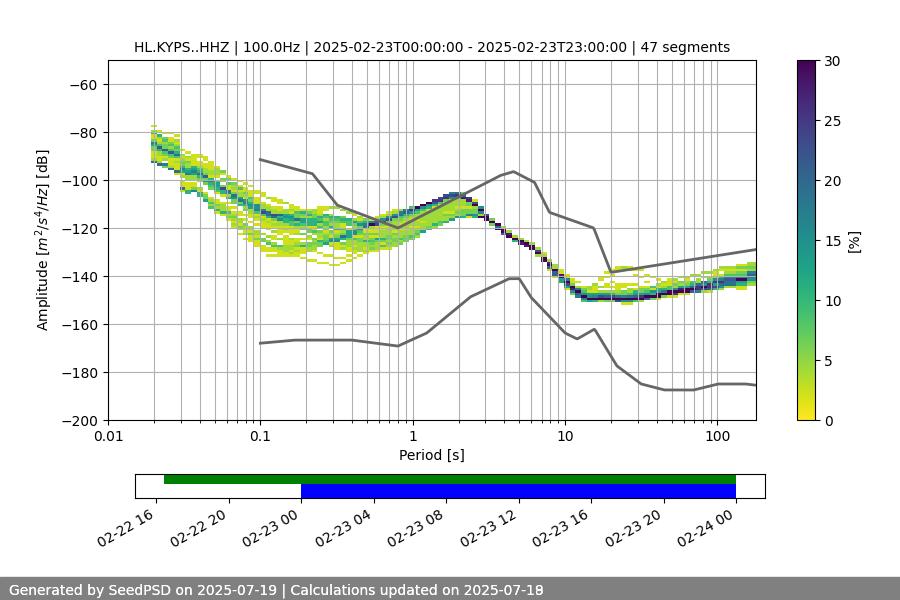 HL.KYPS..HHZ | 100.0Hz | 2025-02-23T00:00:00 - 2025-02-23T23:00:00 | 47 segments
Amplitude [m²/s⁴/Hz] [dB]
−60
−80
−100
−120
−140
−160
−180
−200
0.01 0.1 1 10 100
Period [s]
30
25
20
15
10
5
0
[%]
02-22 16 02-22 20 02-23 00 02-23 04 02-23 08 02-23 12 02-23 16 02-23 20 02-24 00
Generated by SeedPSD on 2025-07-19 | Calculations updated on 2025-07-18